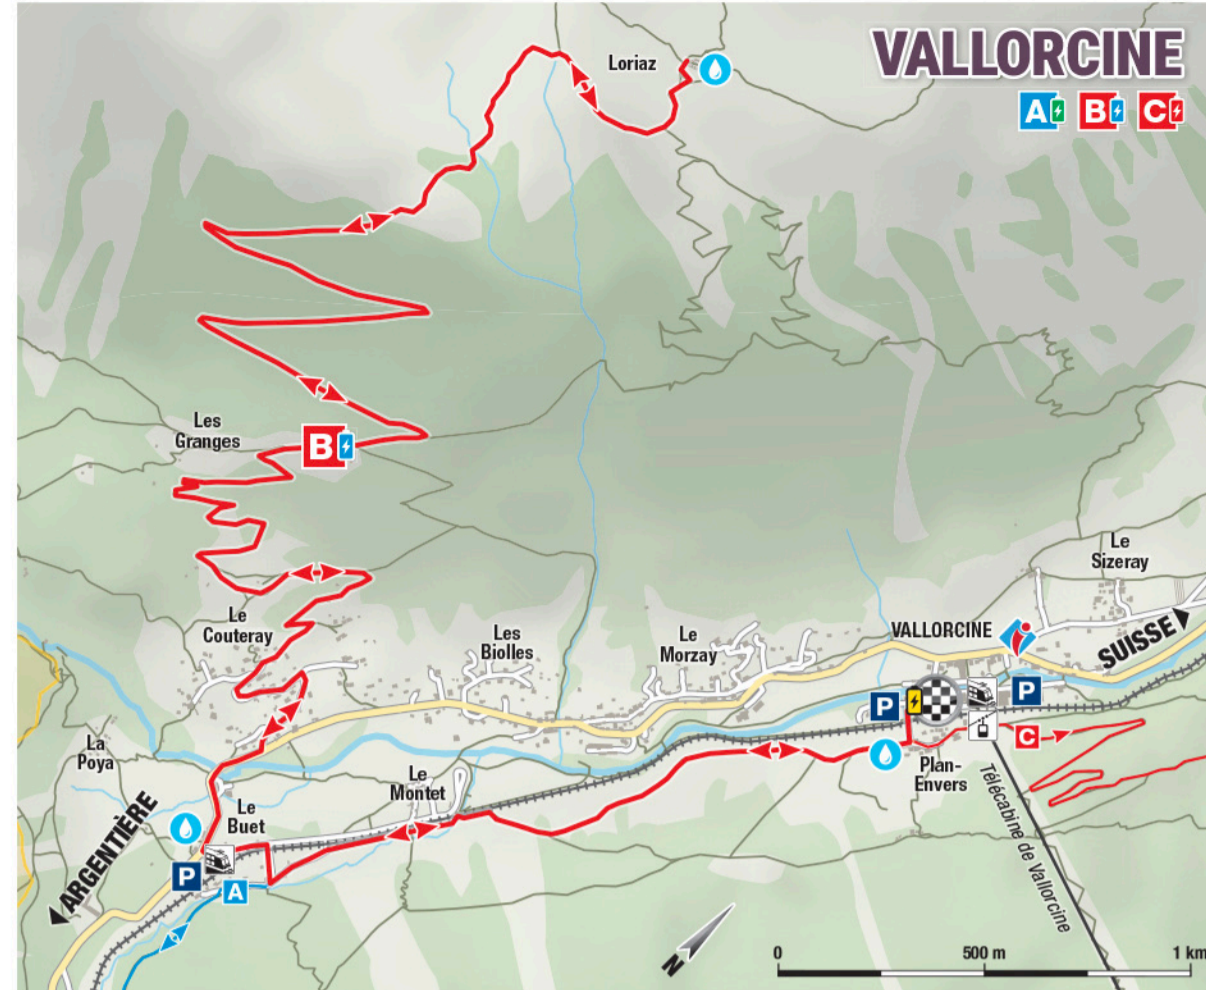 VALLORCINE
A B C
Loriaz
Les
Granges
B
Le
Sizeray
Le
Couteray
Les
Biolles
Le
Morzay
VALLORCINE
SUISSE
P
P
C
La
Poya
Le
Montet
Plan-
Envers
Le
Buet
Télécabine de Vallorcine
ARGENTIÈRE
P
A
N
0 500 m 1 km